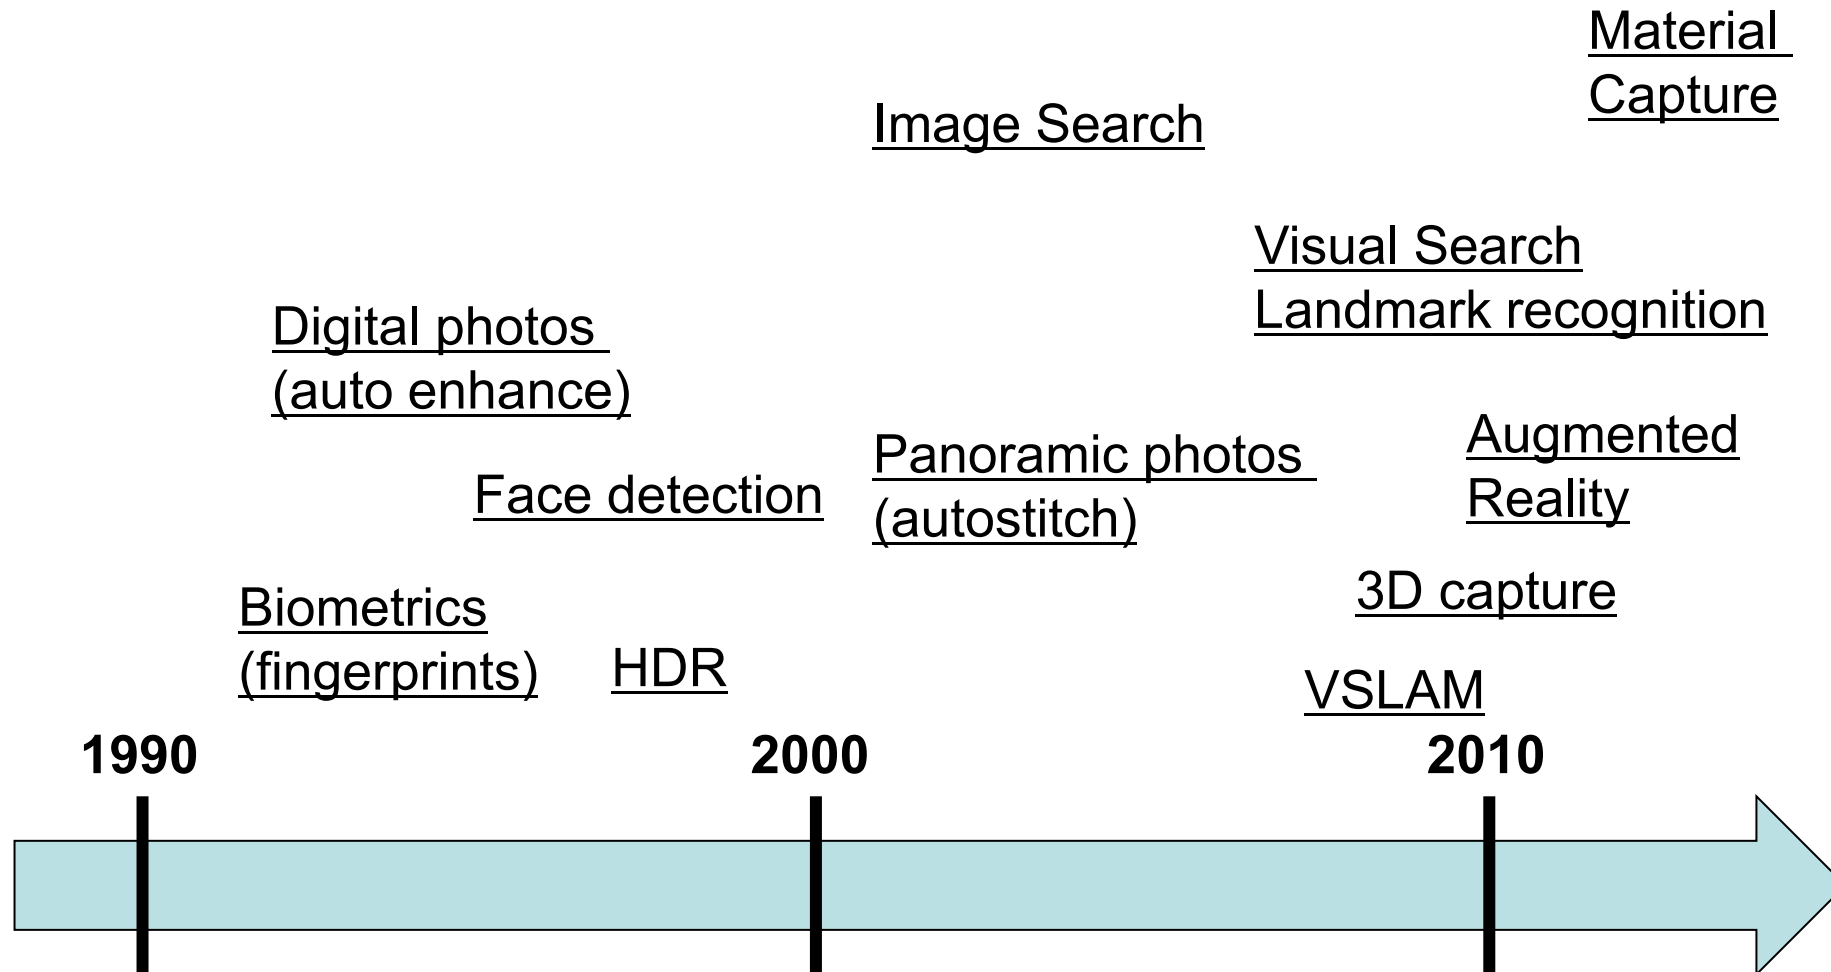 Material
Capture
Image Search
Visual Search
Landmark recognition
Digital photos
(auto enhance)
Augmented
Reality
Panoramic photos
(autostitch)
Face detection
3D capture
Biometrics
(fingerprints)
HDR
VSLAM
1990
2000
2010